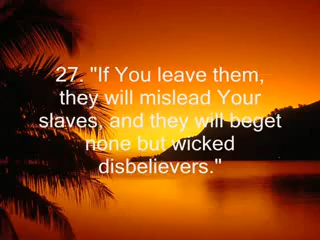 27. "If You leave them,
they will mislead Your
slaves, and they will beget
none but wicked
disbelievers."